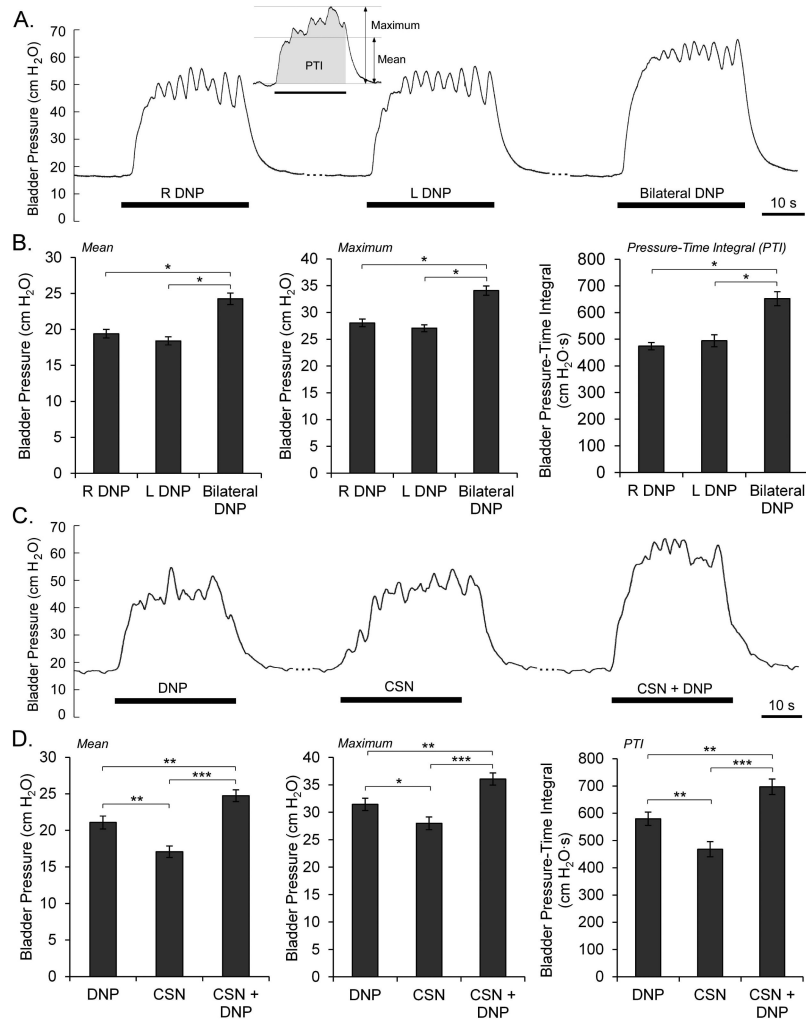 A.
Bladder Pressure (cm H₂O)
80
70
60
50
40
30
20
10
0
Maximum
Mean
PTI
R DNP
L DNP
Bilateral DNP
10 s
B.
Mean
Bladder Pressure (cm H₂O)
30
25
20
15
10
5
0
*
*
R DNP
L DNP
Bilateral
DNP
Maximum
Bladder Pressure (cm H₂O)
40
35
30
25
20
15
10
5
0
*
*
R DNP
L DNP
Bilateral
DNP
Pressure-Time Integral (PTI)
Bladder Pressure-Time Integral
(cm H₂O·s)
800
700
600
500
400
300
200
100
0
*
*
R DNP
L DNP
Bilateral
DNP
C.
Bladder Pressure (cm H₂O)
70
60
50
40
30
20
10
0
DNP
CSN
CSN + DNP
10 s
D.
Mean
Bladder Pressure (cm H₂O)
30
25
20
15
10
5
0
**
**
***
DNP
CSN
CSN +
DNP
Maximum
Bladder Pressure (cm H₂O)
40
35
30
25
20
15
10
5
0
**
*
***
DNP
CSN
CSN +
DNP
PTI
Bladder Pressure-Time Integral
(cm H₂O·s)
800
700
600
500
400
300
200
100
0
**
**
***
DNP
CSN
CSN +
DNP